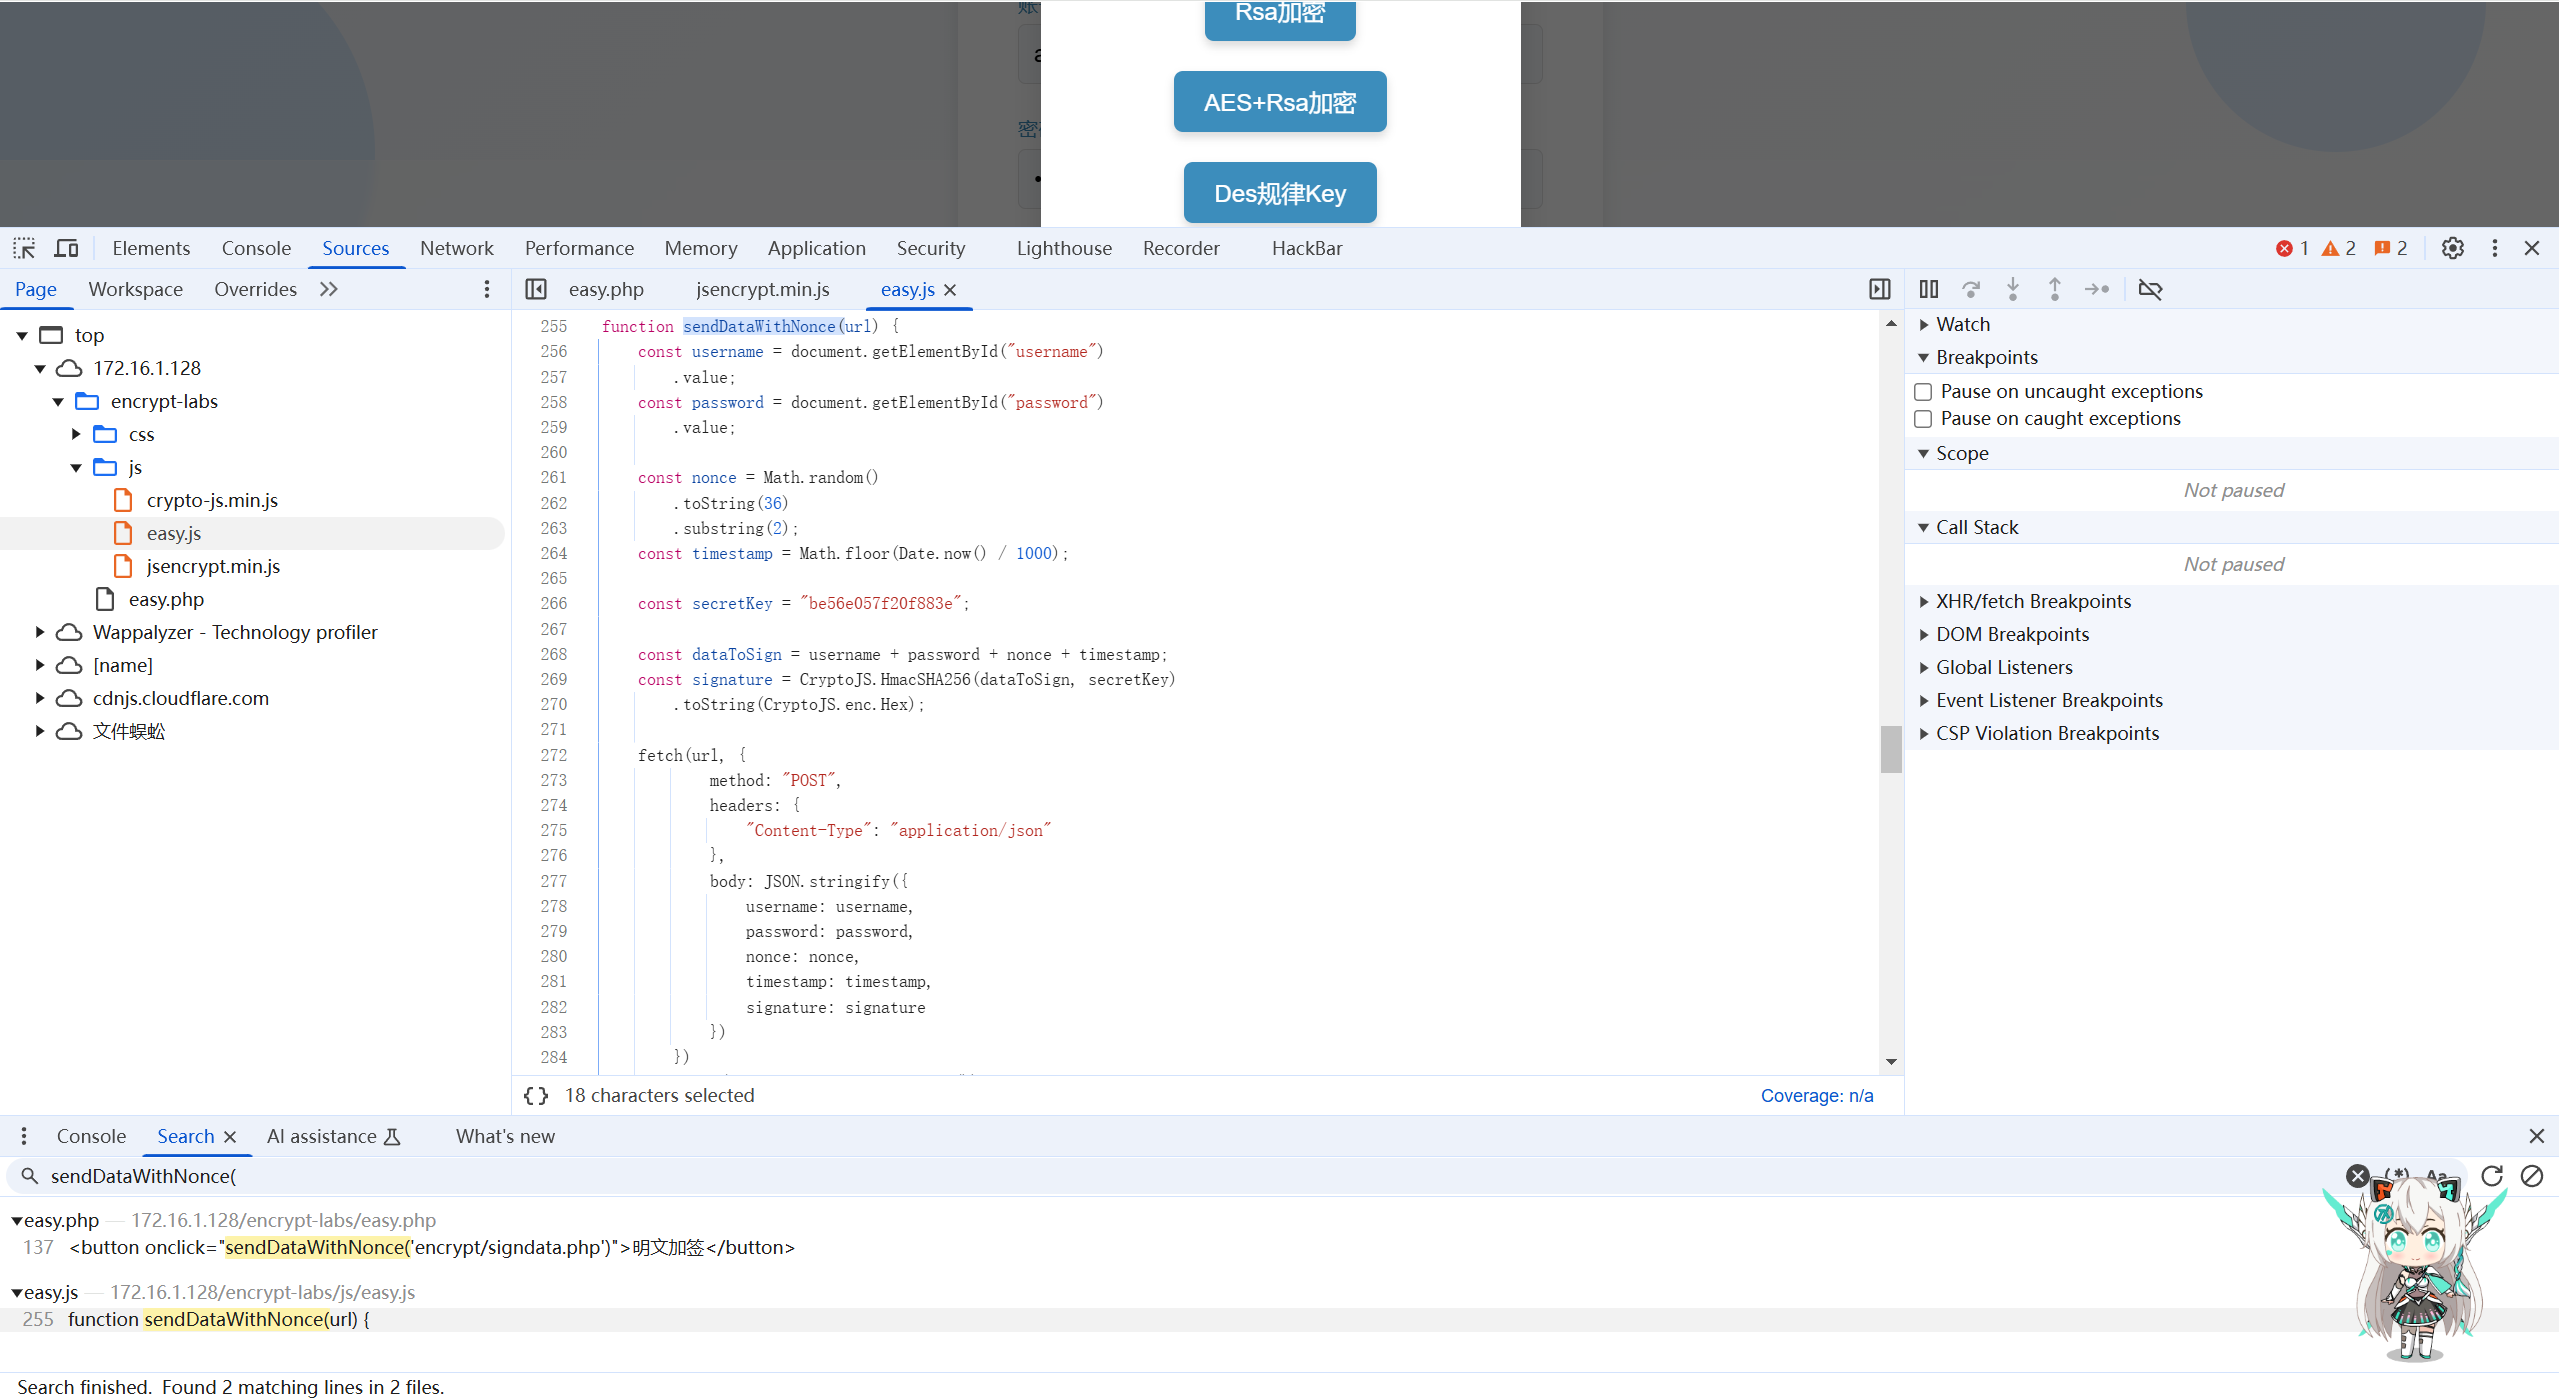 账
Rsa加密
a
AES+Rsa加密
密
Des规律Key
Elements Console Sources Network Performance Memory Application Security Lighthouse Recorder HackBar 1 2 2
Page Workspace Overrides easy.php jsencrypt.min.js easy.js
top
172.16.1.128
encrypt-labs
css
js
crypto-js.min.js
easy.js
jsencrypt.min.js
easy.php
Wappalyzer - Technology profiler
[name]
cdnjs.cloudflare.com
文件蜈蚣
255 function sendDataWithNonce(url) {
256 const username = document.getElementById("username")
257 .value;
258 const password = document.getElementById("password")
259 .value;
260
261 const nonce = Math.random()
262 .toString(36)
263 .substring(2);
264 const timestamp = Math.floor(Date.now() / 1000);
265
266 const secretKey = "be56e057f20f883e";
267
268 const dataToSign = username + password + nonce + timestamp;
269 const signature = CryptoJS.HmacSHA256(dataToSign, secretKey)
270 .toString(CryptoJS.enc.Hex);
271
272 fetch(url, {
273 method: "POST",
274 headers: {
275 "Content-Type": "application/json"
276 },
277 body: JSON.stringify({
278 username: username,
279 password: password,
280 nonce: nonce,
281 timestamp: timestamp,
282 signature: signature
283 })
284 })
{} 18 characters selected Coverage: n/a
Watch
Breakpoints
Pause on uncaught exceptions
Pause on caught exceptions
Scope
Not paused
Call Stack
Not paused
XHR/fetch Breakpoints
DOM Breakpoints
Global Listeners
Event Listener Breakpoints
CSP Violation Breakpoints
Console Search AI assistance What's new
sendDataWithNonce(
easy.php — 172.16.1.128/encrypt-labs/easy.php
137 <button onclick="sendDataWithNonce('encrypt/signdata.php')">明文加签</button>
easy.js — 172.16.1.128/encrypt-labs/js/easy.js
255 function sendDataWithNonce(url) {
Search finished. Found 2 matching lines in 2 files.